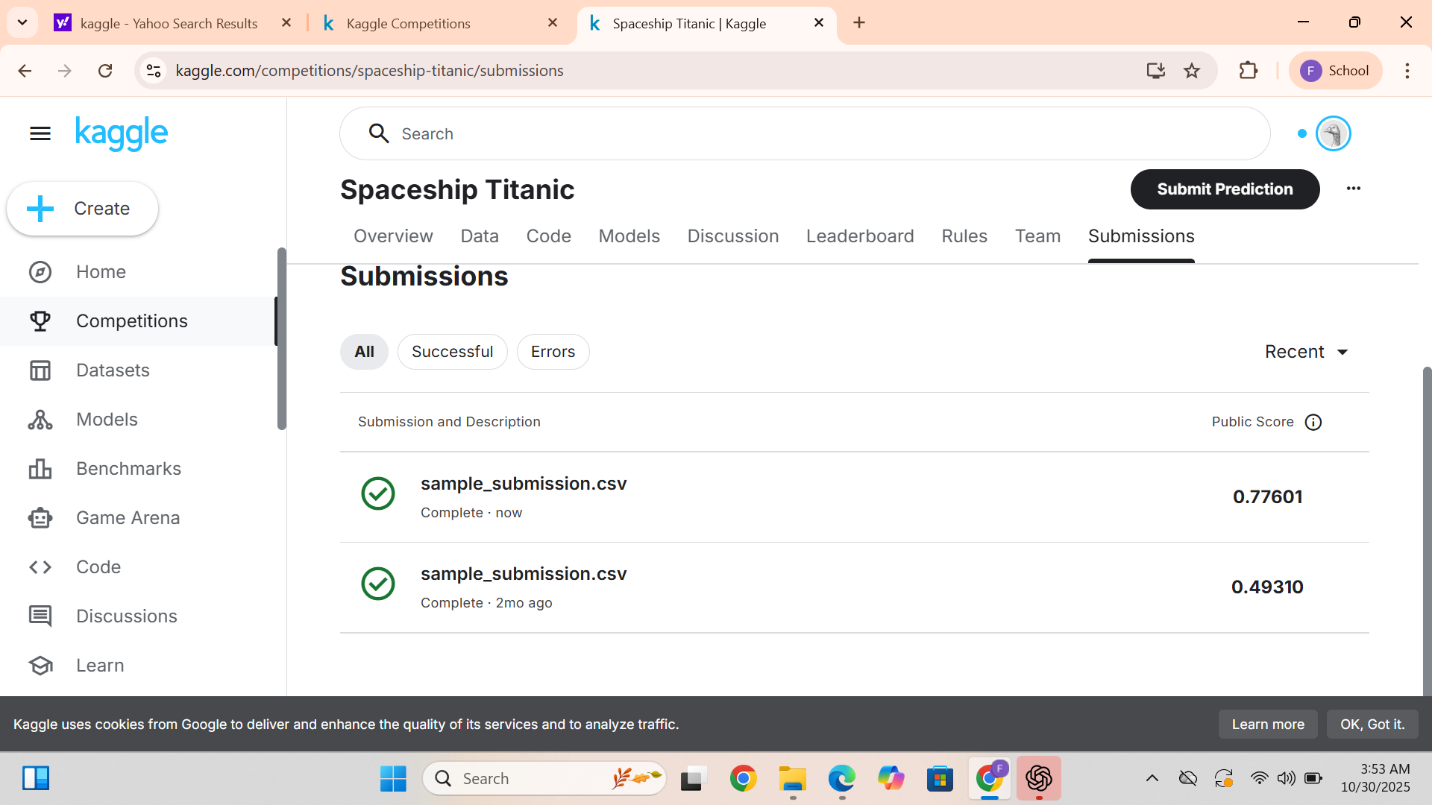 kaggle - Yahoo Search Results
Kaggle Competitions
Spaceship Titanic | Kaggle
kaggle.com/competitions/spaceship-titanic/submissions
F School
kaggle
Search
Create
Spaceship Titanic
Submit Prediction
Overview Data Code Models Discussion Leaderboard Rules Team Submissions
Home
Competitions
Datasets
Models
Benchmarks
Game Arena
Code
Discussions
Learn
Submissions
All Successful Errors
Recent
Submission and Description Public Score
sample_submission.csv
Complete · now
0.77601
sample_submission.csv
Complete · 2mo ago
0.49310
Kaggle uses cookies from Google to deliver and enhance the quality of its services and to analyze traffic.
Learn more OK, Got it.
Search
F
3:53 AM
10/30/2025